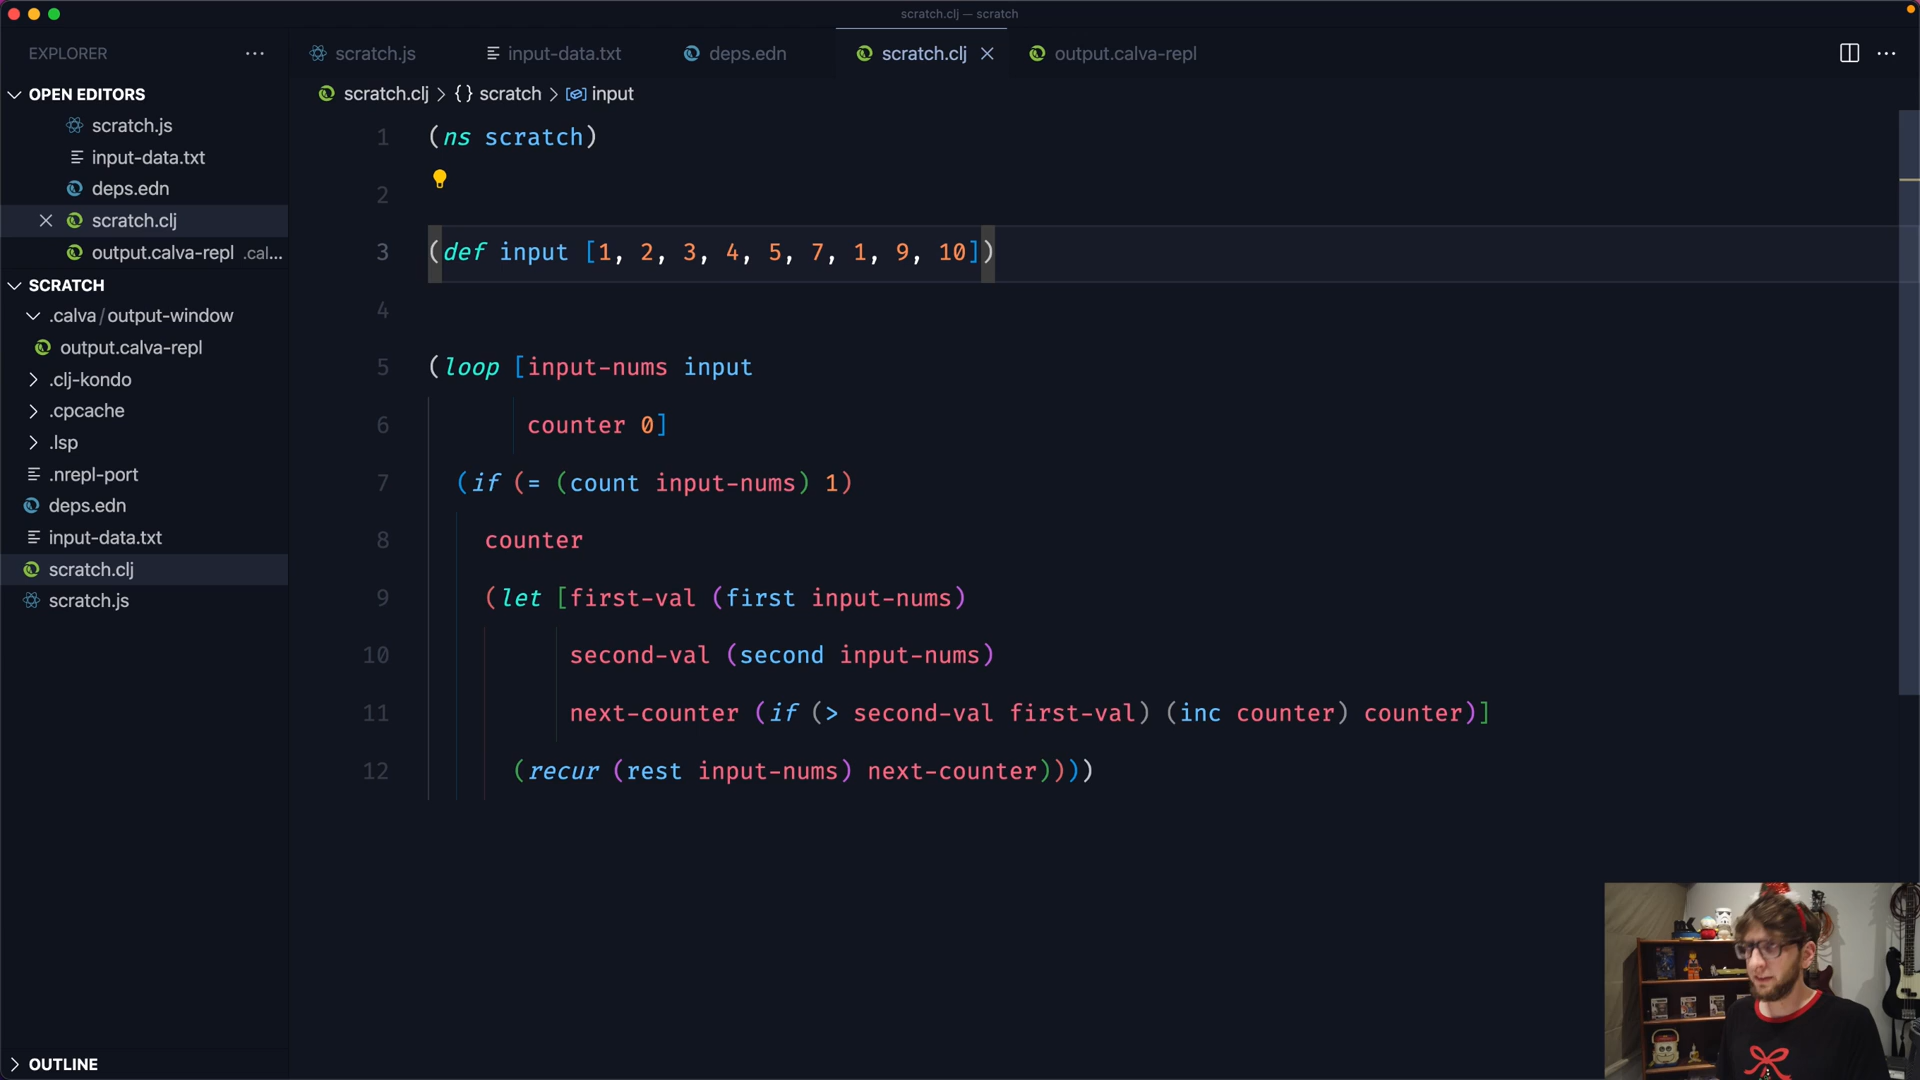 scratch.clj — scratch
EXPLORER
scratch.js
input-data.txt
deps.edn
scratch.clj
output.calva-repl
OPEN EDITORS
scratch.js
input-data.txt
deps.edn
scratch.clj
output.calva-repl .cal...
SCRATCH
.calva/output-window
output.calva-repl
.clj-kondo
.cpcache
.lsp
.nrepl-port
deps.edn
input-data.txt
scratch.clj
scratch.js
OUTLINE
scratch.clj > {} scratch > input
1 (ns scratch)
2
3 (def input [1, 2, 3, 4, 5, 7, 1, 9, 10])
4
5 (loop [input-nums input
6 counter 0]
7 (if (= (count input-nums) 1)
8 counter
9 (let [first-val (first input-nums)
10 second-val (second input-nums)
11 next-counter (if (> second-val first-val) (inc counter) counter)]
12 (recur (rest input-nums) next-counter))))